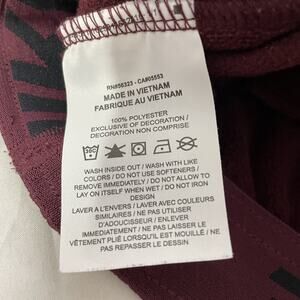 RN#56323 - CA#05553
MADE IN VIETNAM
FABRIQUE AU VIETNAM
100% POLYESTER
EXCLUSIVE OF DECORATION /
DÉCORATION NON COMPRISE
WASH INSIDE OUT / WASH WITH LIKE
COLORS / DO NOT USE SOFTENERS /
REMOVE IMMEDIATELY / DO NOT ALLOW TO
LAY ON ITSELF WHEN WET / DO NOT IRON
DESIGN
LAVER A L'ENVERS / LAVER AVEC COULEURS
SIMILAIRES / NE PAS UTILISER
D'ADOUCISSEUR / ENLEVER
IMMEDIATEMENT / NE PAS LAISSER LE
VÊTEMENT PLIÉ LORSQU'IL EST MOUILLÉ / NE
PAS REPASSER LE DESSIN